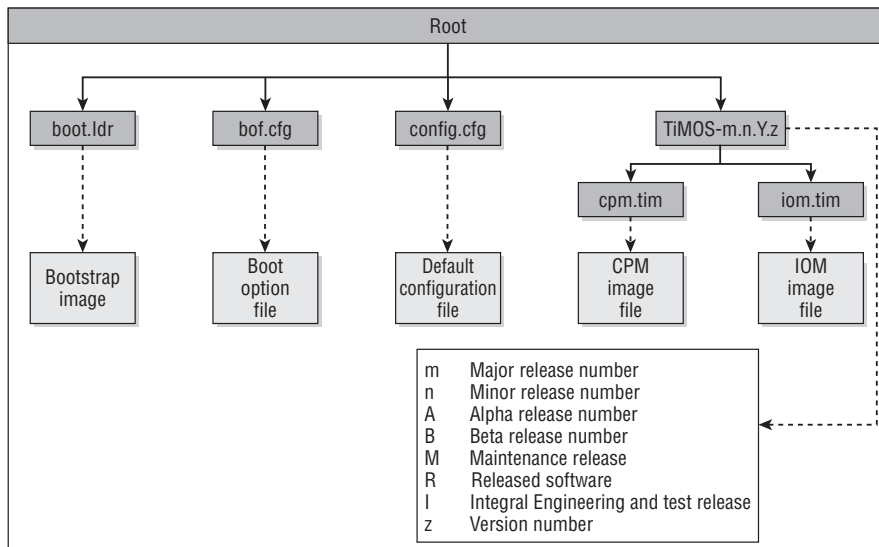 Root
boot.ldr
bof.cfg
config.cfg
TiMOS-m.n.Y.z
cpm.tim
iom.tim
Bootstrap
image
Boot
option
file
Default
configuration
file
CPM
image
file
IOM
image
file
m Major release number
n Minor release number
A Alpha release number
B Beta release number
M Maintenance release
R Released software
I Integral Engineering and test release
z Version number